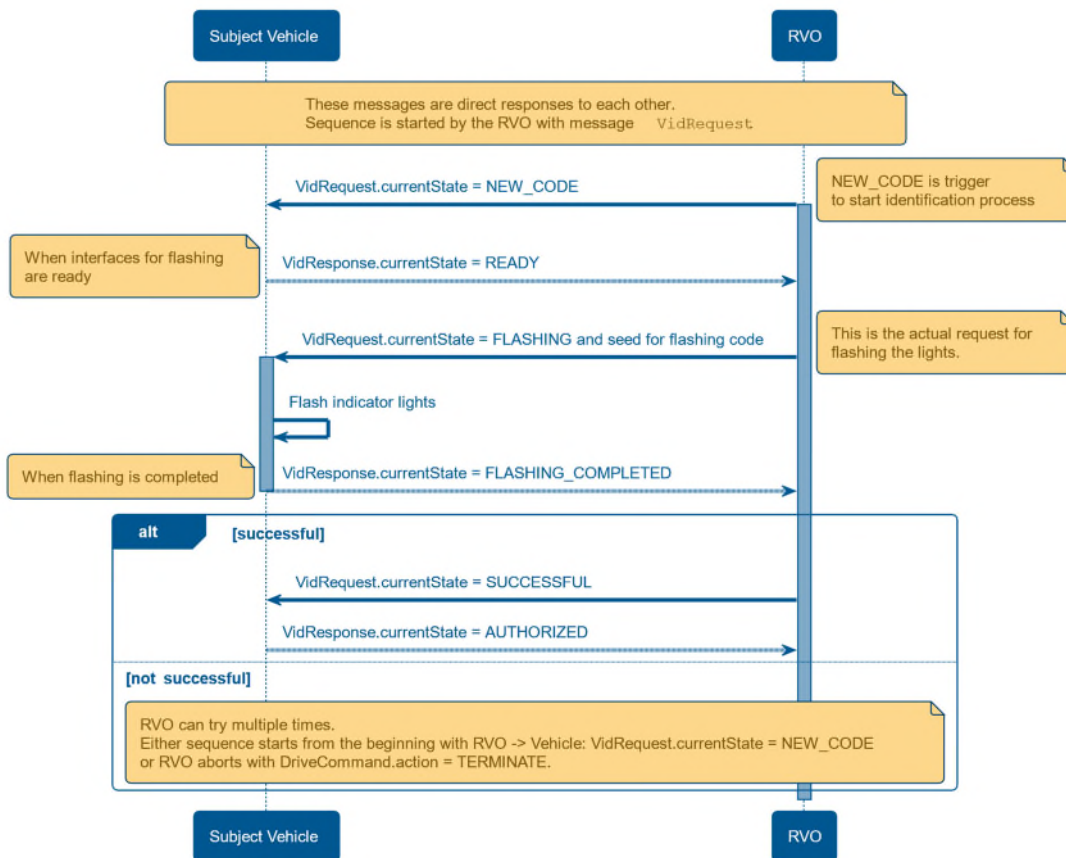 Subject Vehicle
RVO
These messages are direct responses to each other.
Sequence is started by the RVO with message VidRequest.
VidRequest.currentState = NEW_CODE
NEW_CODE is trigger
to start identification process
When interfaces for flashing
are ready
VidResponse.currentState = READY
VidRequest.currentState = FLASHING and seed for flashing code
This is the actual request for
flashing the lights.
Flash indicator lights
When flashing is completed
VidResponse.currentState = FLASHING_COMPLETED
alt
[successful]
VidRequest.currentState = SUCCESSFUL
VidResponse.currentState = AUTHORIZED
[not successful]
RVO can try multiple times.
Either sequence starts from the beginning with RVO -> Vehicle: VidRequest.currentState = NEW_CODE
or RVO aborts with DriveCommand.action = TERMINATE.
Subject Vehicle
RVO